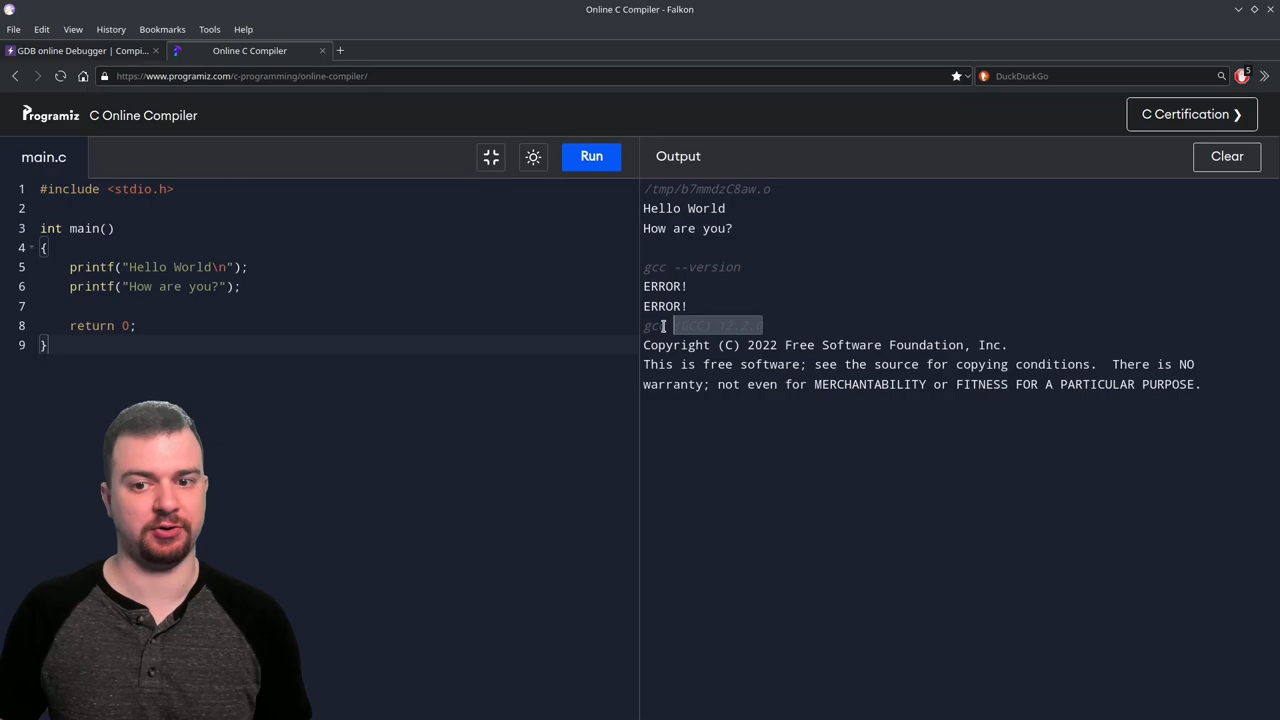 Online C Compiler - Falkon
File Edit View History Bookmarks Tools Help
GDB online Debugger | Compi...
Online C Compiler
https://www.programiz.com/c-programming/online-compiler/
DuckDuckGo
5
Programiz
C Online Compiler
C Certification ❯
main.c
Run
Output
Clear
1 #include <stdio.h>
2
3 int main()
4 {
5 printf("Hello World\n");
6 printf("How are you?");
7
8 return 0;
9 }
/tmp/b7mmdzC8aw.o
Hello World
How are you?
gcc --version
ERROR!
ERROR!
gcc (GCC) 12.2.0
Copyright (C) 2022 Free Software Foundation, Inc.
This is free software; see the source for copying conditions.  There is NO
warranty; not even for MERCHANTABILITY or FITNESS FOR A PARTICULAR PURPOSE.